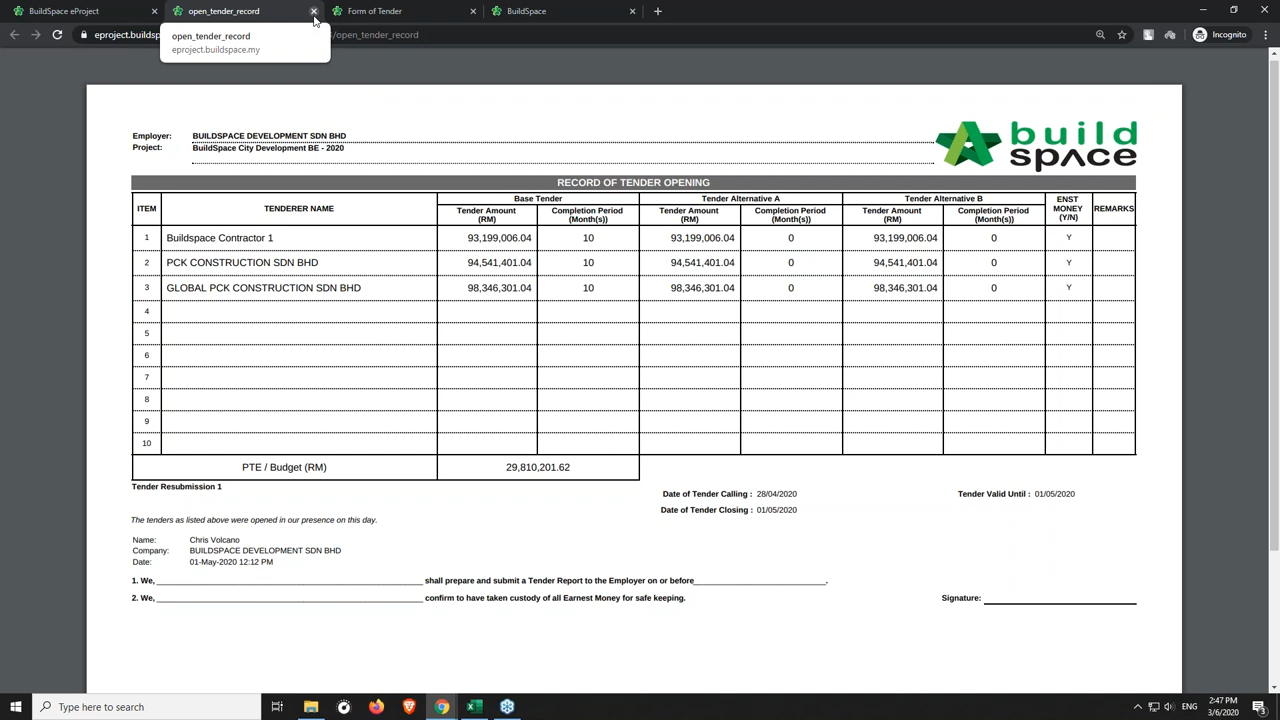 BuildSpace eProject
open_tender_record
Form of Tender
BuildSpace
eproject.builds
/open_tender_record
Incognito
open_tender_record
eproject.buildspace.my
build
space
Employer: BUILDSPACE DEVELOPMENT SDN BHD
Project: BuildSpace City Development BE - 2020
RECORD OF TENDER OPENING
ITEM TENDERER NAME Base Tender Tender Alternative A Tender Alternative B ENST MONEY (Y/N) REMARKS
Tender Amount (RM) Completion Period (Month(s)) Tender Amount (RM) Completion Period (Month(s)) Tender Amount (RM) Completion Period (Month(s))
1 Buildspace Contractor 1 93,199,006.04 10 93,199,006.04 0 93,199,006.04 0 Y
2 PCK CONSTRUCTION SDN BHD 94,541,401.04 10 94,541,401.04 0 94,541,401.04 0 Y
3 GLOBAL PCK CONSTRUCTION SDN BHD 98,346,301.04 10 98,346,301.04 0 98,346,301.04 0 Y
4
5
6
7
8
9
10
PTE / Budget (RM) 29,810,201.62
Tender Resubmission 1
Date of Tender Calling : 28/04/2020 Tender Valid Until : 01/05/2020
Date of Tender Closing : 01/05/2020
The tenders as listed above were opened in our presence on this day.
Name: Chris Volcano
Company: BUILDSPACE DEVELOPMENT SDN BHD
Date: 01-May-2020 12:12 PM
1. We, shall prepare and submit a Tender Report to the Employer on or before .
2. We, confirm to have taken custody of all Earnest Money for safe keeping. Signature:
Type here to search
ENG
2:47 PM
3/6/2020